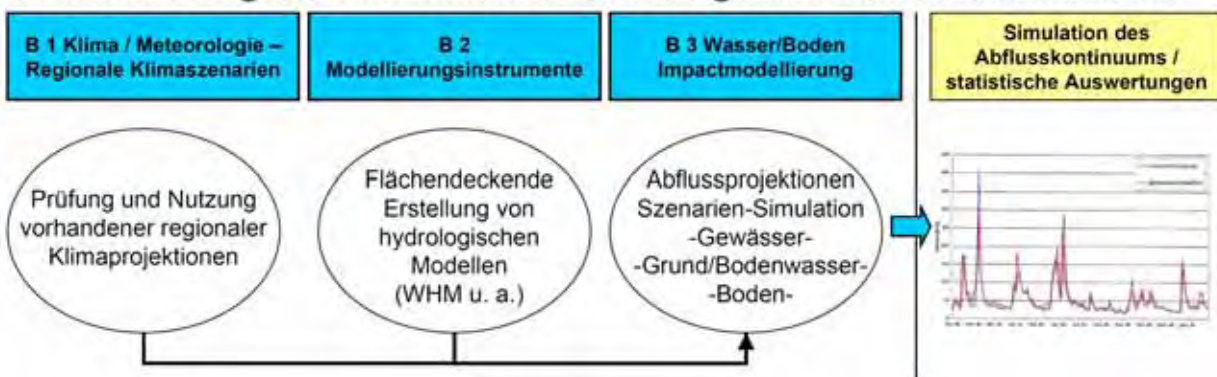 B 1 Klima / Meteorologie –
Regionale Klimaszenarien
B 2
Modellierungsinstrumente
B 3 Wasser/Boden
Impactmodellierung
Simulation des
Abflusskontinuums /
statistische Auswertungen
Prüfung und Nutzung
vorhandener regionaler
Klimaprojektionen
Flächendeckende
Erstellung von
hydrologischen
Modellen
(WHM u. a.)
Abflussprojektionen
Szenarien-Simulation
-Gewässer-
-Grund/Bodenwasser-
-Boden-